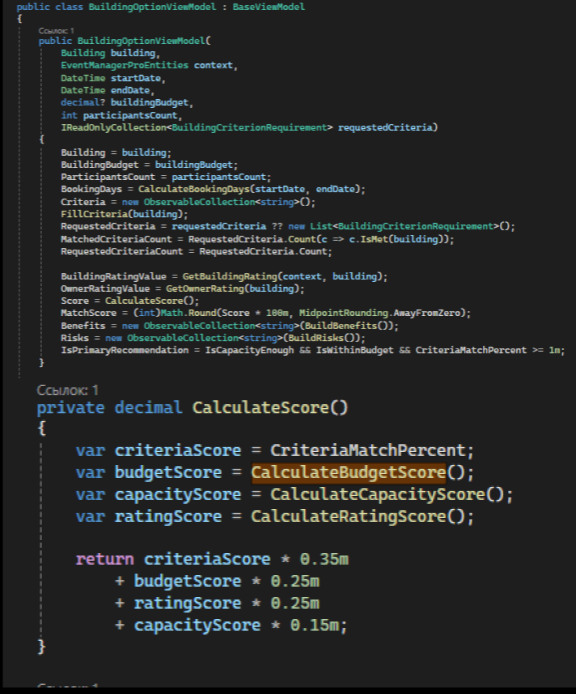 public class BuildingOptionViewModel : BaseViewModel
{
Ссылок: 1
public BuildingOptionViewModel(
Building building,
EventManagerProEntities context,
DateTime startDate,
DateTime endDate,
decimal? buildingBudget,
int participantsCount,
IReadOnlyCollection<BuildingCriterionRequirement> requestedCriteria)
{
Building = building;
BuildingBudget = buildingBudget;
ParticipantsCount = participantsCount;
BookingDays = CalculateBookingDays(startDate, endDate);
Criteria = new ObservableCollection<string>();
FillCriteria(building);
RequestedCriteria = requestedCriteria ?? new List<BuildingCriterionRequirement>();
MatchedCriteriaCount = RequestedCriteria.Count(c => c.IsMet(building));
RequestedCriteriaCount = RequestedCriteria.Count;
BuildingRatingValue = GetBuildingRating(context, building);
OwnerRatingValue = GetOwnerRating(building);
Score = CalculateScore();
MatchScore = (int)Math.Round(Score * 100m, MidpointRounding.AwayFromZero);
Benefits = new ObservableCollection<string>(BuildBenefits());
Risks = new ObservableCollection<string>(BuildRisks());
IsPrimaryRecommendation = IsCapacityEnough && IsWithinBudget && CriteriaMatchPercent >= 1m;
}
Ссылок: 1
private decimal CalculateScore()
{
var criteriaScore = CriteriaMatchPercent;
var budgetScore = CalculateBudgetScore();
var capacityScore = CalculateCapacityScore();
var ratingScore = CalculateRatingScore();
return criteriaScore * 0.35m
+ budgetScore * 0.25m
+ ratingScore * 0.25m
+ capacityScore * 0.15m;
}